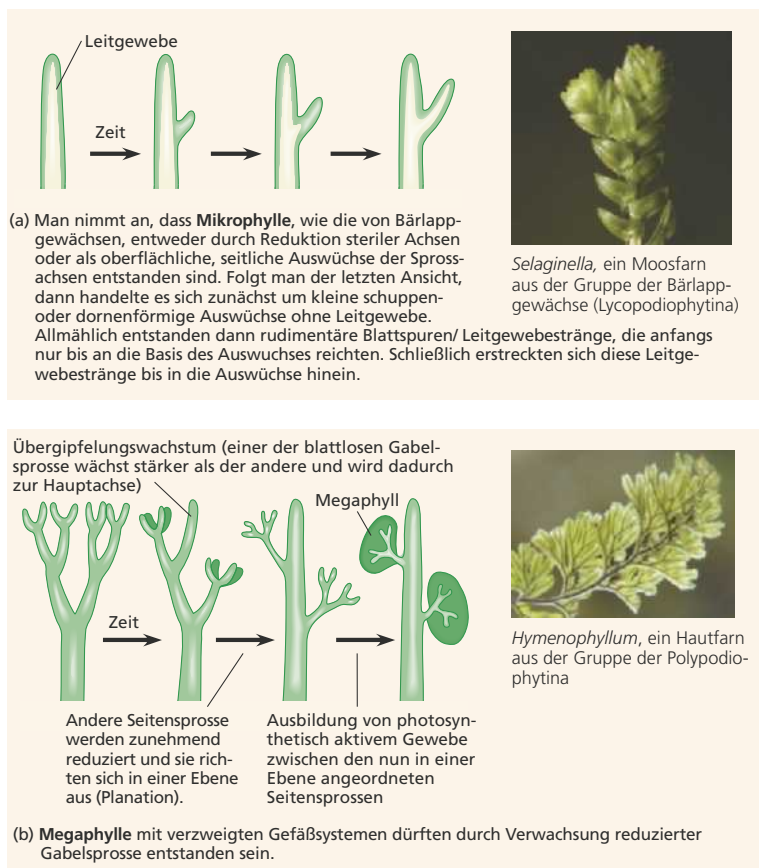 Leitgewebe
Zeit
(a) Man nimmt an, dass Mikrophylle, wie die von Bärlapp-
gewächsen, entweder durch Reduktion steriler Achsen
oder als oberflächliche, seitliche Auswüchse der Spross-
achsen entstanden sind. Folgt man der letzten Ansicht,
dann handelte es sich zunächst um kleine schuppen-
oder dornenförmige Auswüchse ohne Leitgewebe.
Allmählich entstanden dann rudimentäre Blattspuren/ Leitgewebestränge, die anfangs
nur bis an die Basis des Auswuchses reichten. Schließlich erstreckten sich diese Leitge-
webestränge bis in die Auswüchse hinein.
Selaginella, ein Moosfarn
aus der Gruppe der Bärlapp-
gewächse (Lycopodiophytina)
Übergipfelungswachstum (einer der blattlosen Gabel-
sprosse wächst stärker als der andere und wird dadurch
zur Hauptachse)
Megaphyll
Zeit
Andere Seitensprosse
werden zunehmend
reduziert und sie rich-
ten sich in einer Ebene
aus (Planation).
Ausbildung von photosyn-
thetisch aktivem Gewebe
zwischen den nun in einer
Ebene angeordneten
Seitensprossen
Hymenophyllum, ein Hautfarn
aus der Gruppe der Polypodio-
phytina
(b) Megaphylle mit verzweigten Gefäßsystemen dürften durch Verwachsung reduzierter
Gabelsprosse entstanden sein.